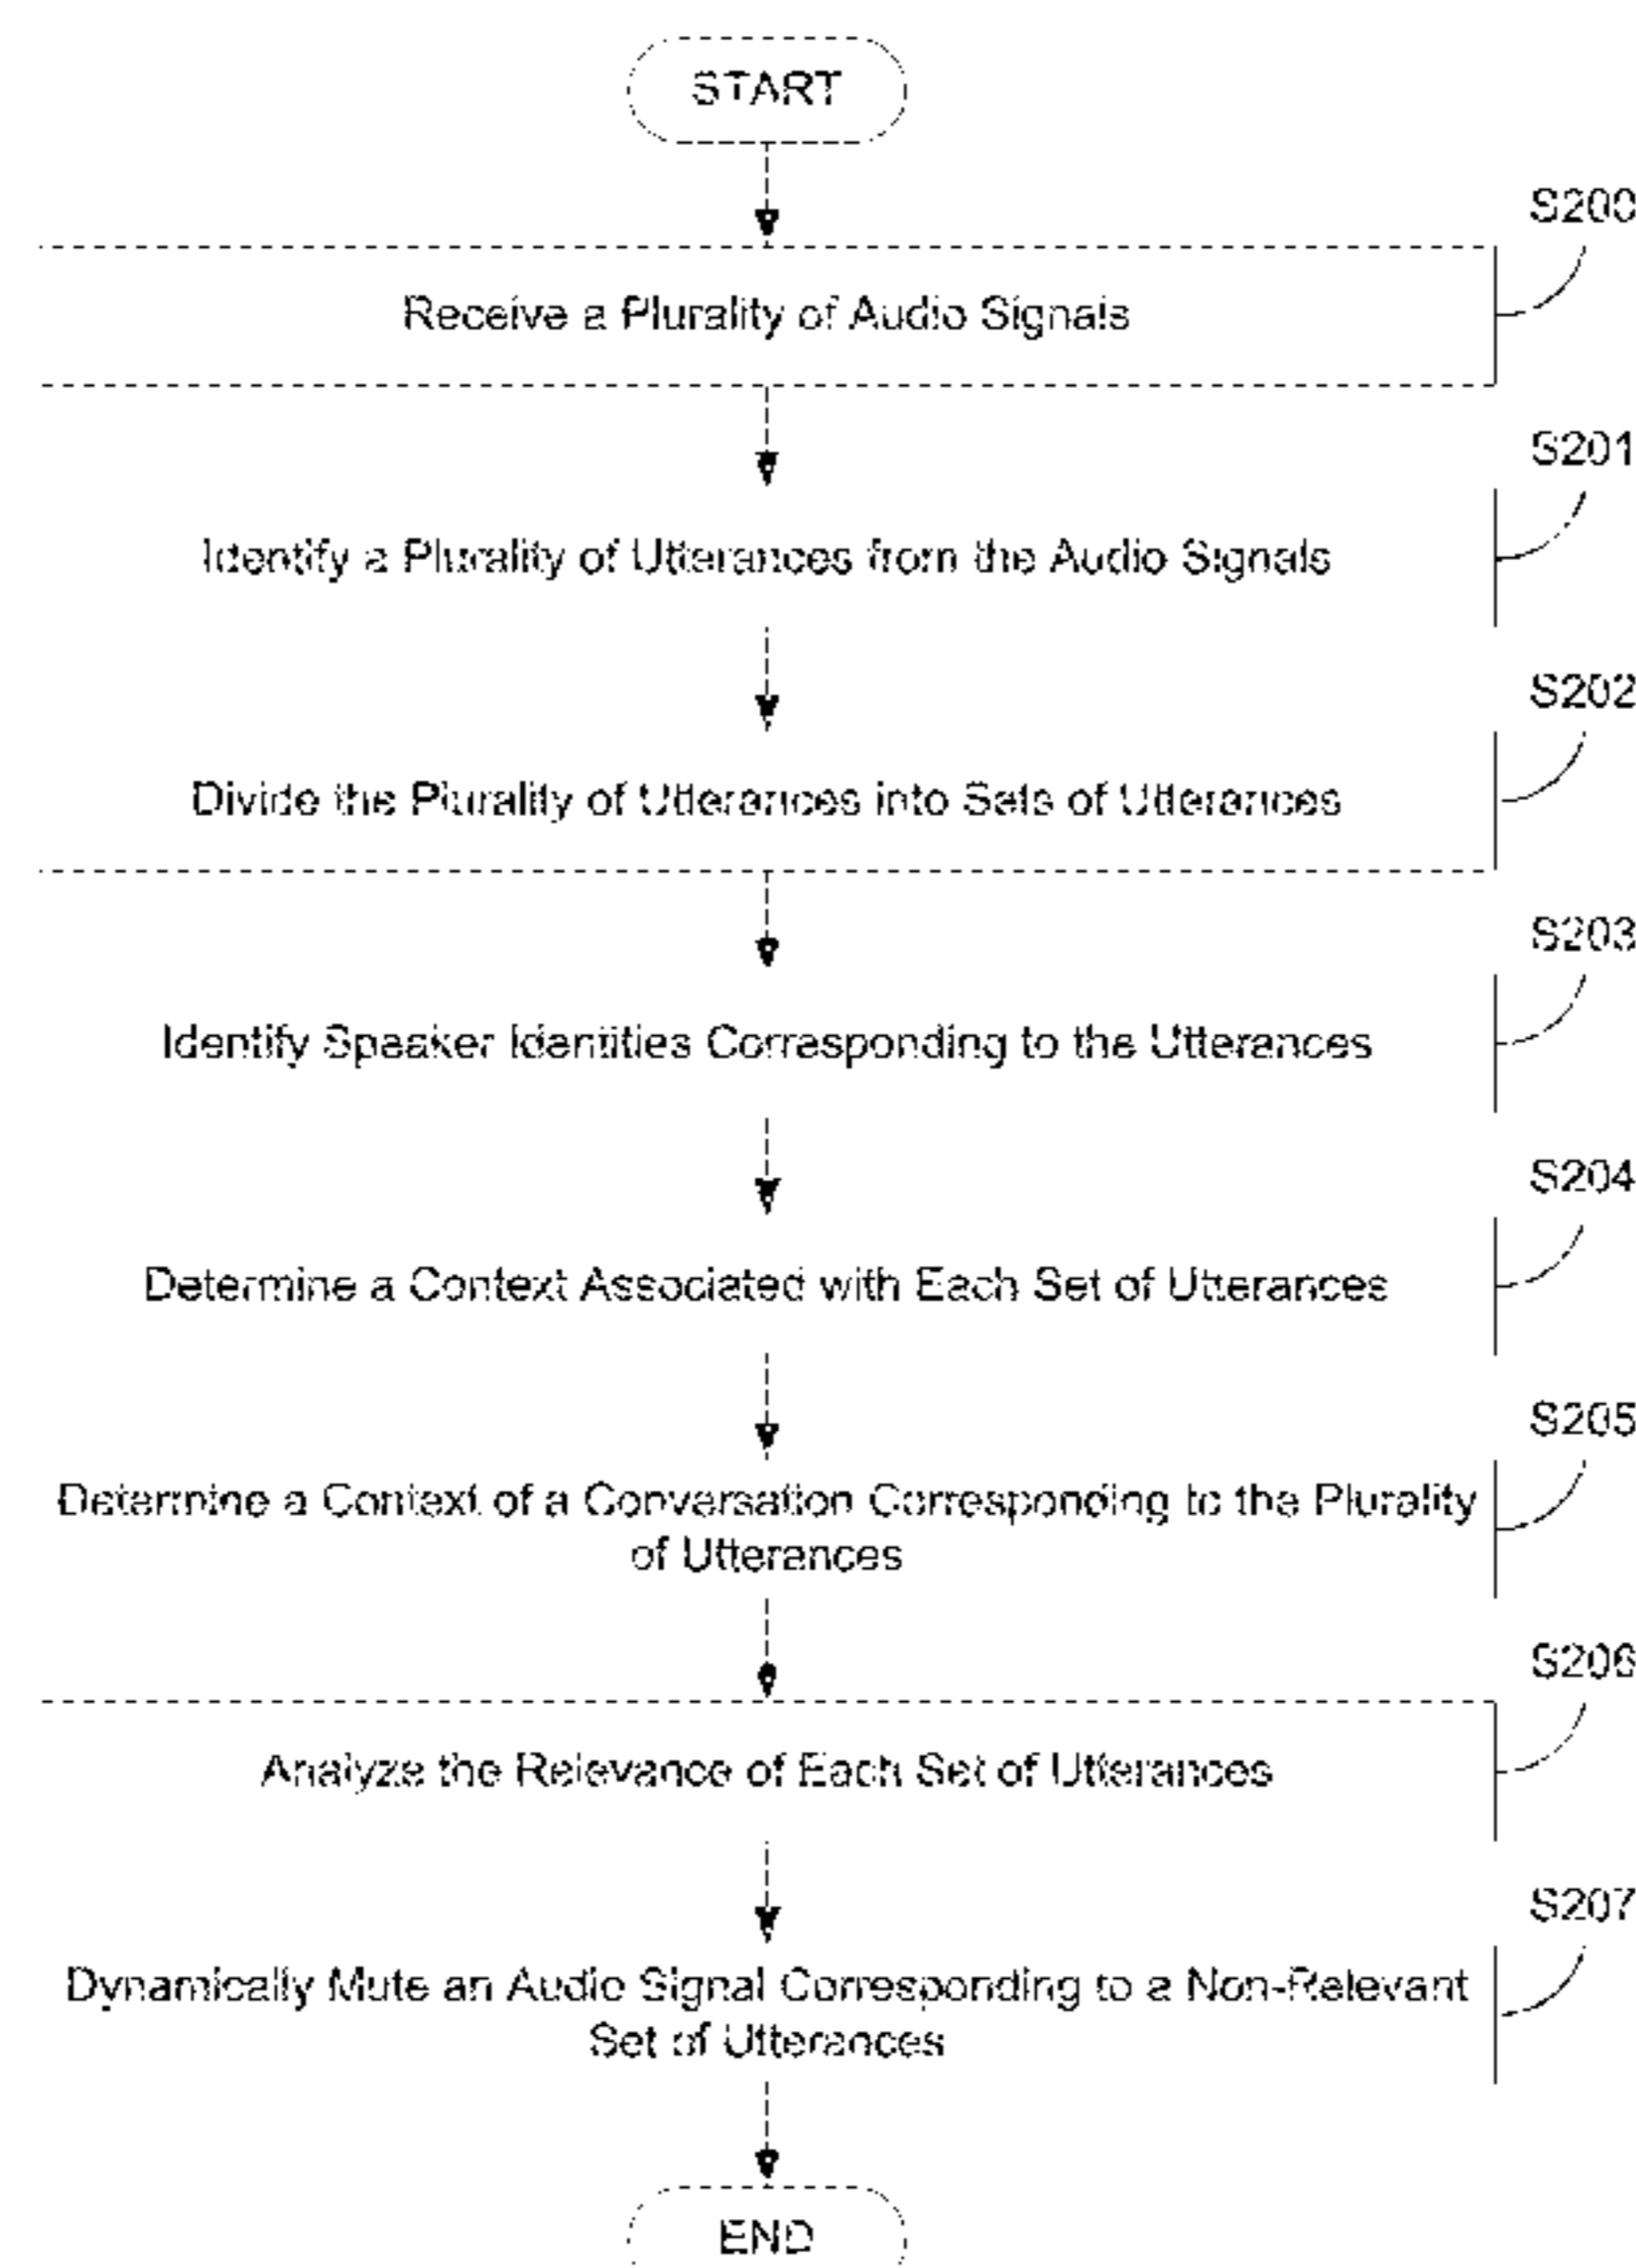 START
S200
Receive a Plurality of Audio Signals
S201
Identify a Plurality of Utterances from the Audio Signals
S202
Divide the Plurality of Utterances into Sets of Utterances
S203
Identify Speaker Identities Corresponding to the Utterances
S204
Determine a Context Associated with Each Set of Utterances
S205
Determine a Context of a Conversation Corresponding to the Plurality
of Utterances
S206
Analyze the Relevance of Each Set of Utterances
S207
Dynamically Mute an Audio Signal Corresponding to a Non-Relevant
Set of Utterances
END